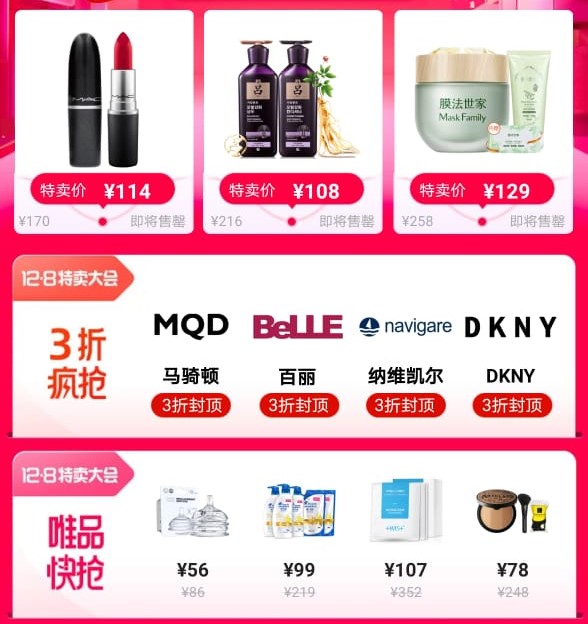 MAC
吕
吕
膜法世家
Mask Family
特卖价 ¥114
特卖价 ¥108
特卖价 ¥129
¥170 即将售罄
¥216 即将售罄
¥258 即将售罄
12·8特卖大会
3折
疯抢
MQD
BeLLE
navigare
DKNY
马骑顿
百丽
纳维凯尔
DKNY
3折封顶
3折封顶
3折封顶
3折封顶
12·8特卖大会
唯品
快抢
¥56
¥99
¥107
¥78
¥86
¥219
¥352
¥248